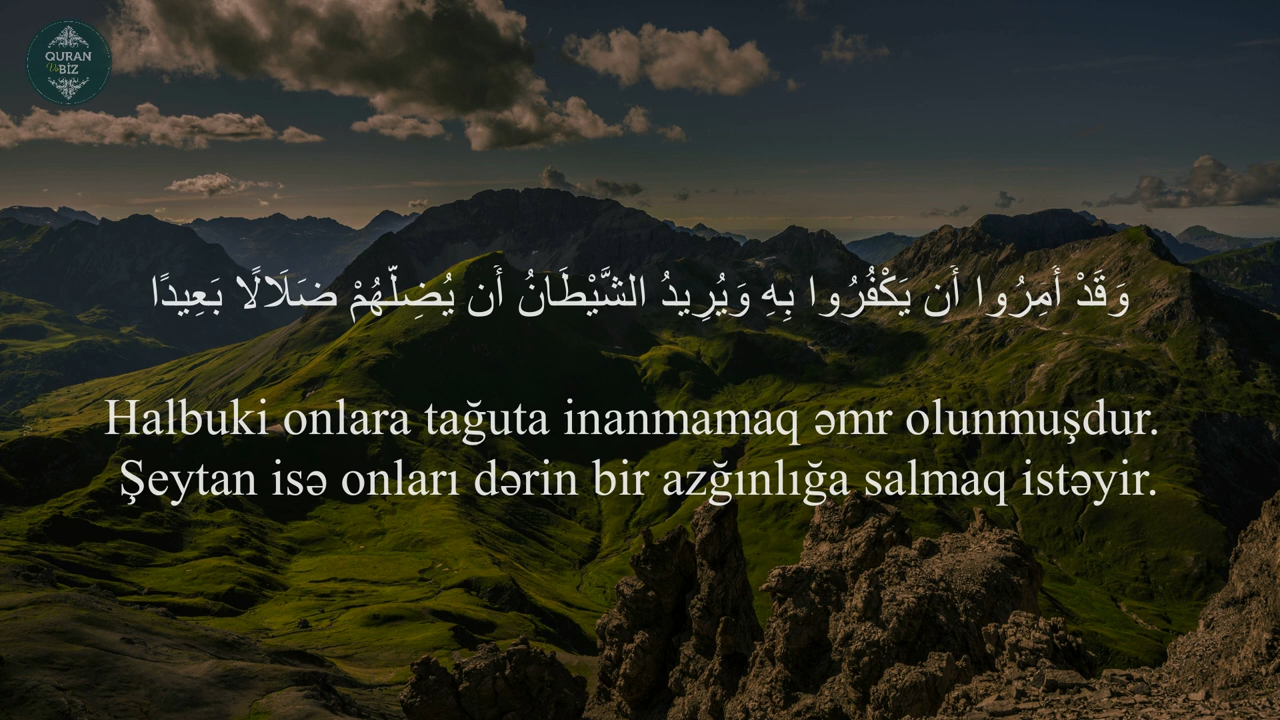 QURAN
Və
BİZ
وَقَدْ أُمِرُوا أَن يَكْفُرُوا بِهِ وَيُرِيدُ الشَّيْطَانُ أَن يُضِلَّهُمْ ضَلَالًا بَعِيدًا
Halbuki onlara tağuta inanmamaq əmr olunmuşdur.
Şeytan isə onları dərin bir azğınlığa salmaq istəyir.